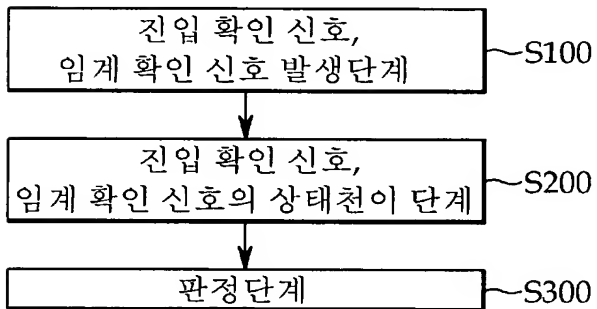 진입 확인 신호,
임계 확인 신호 발생단계
S100
진입 확인 신호,
임계 확인 신호의 상태천이 단계
S200
판정단계
S300